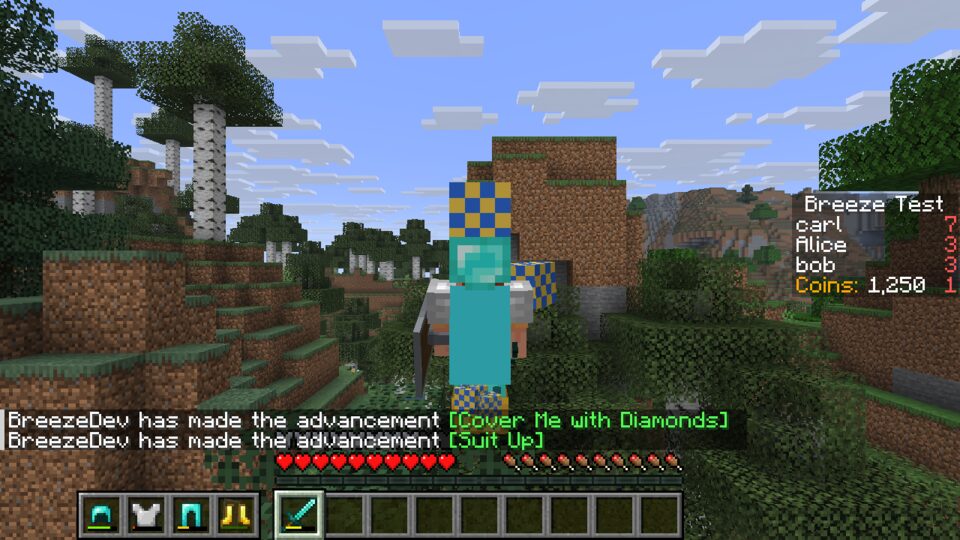 Breeze Test
carl 7
Alice 3
bob 3
Coins: 1,250 1
BreezeDev has made the advancement [Cover Me with Diamonds]
BreezeDev has made the advancement [Suit Up]